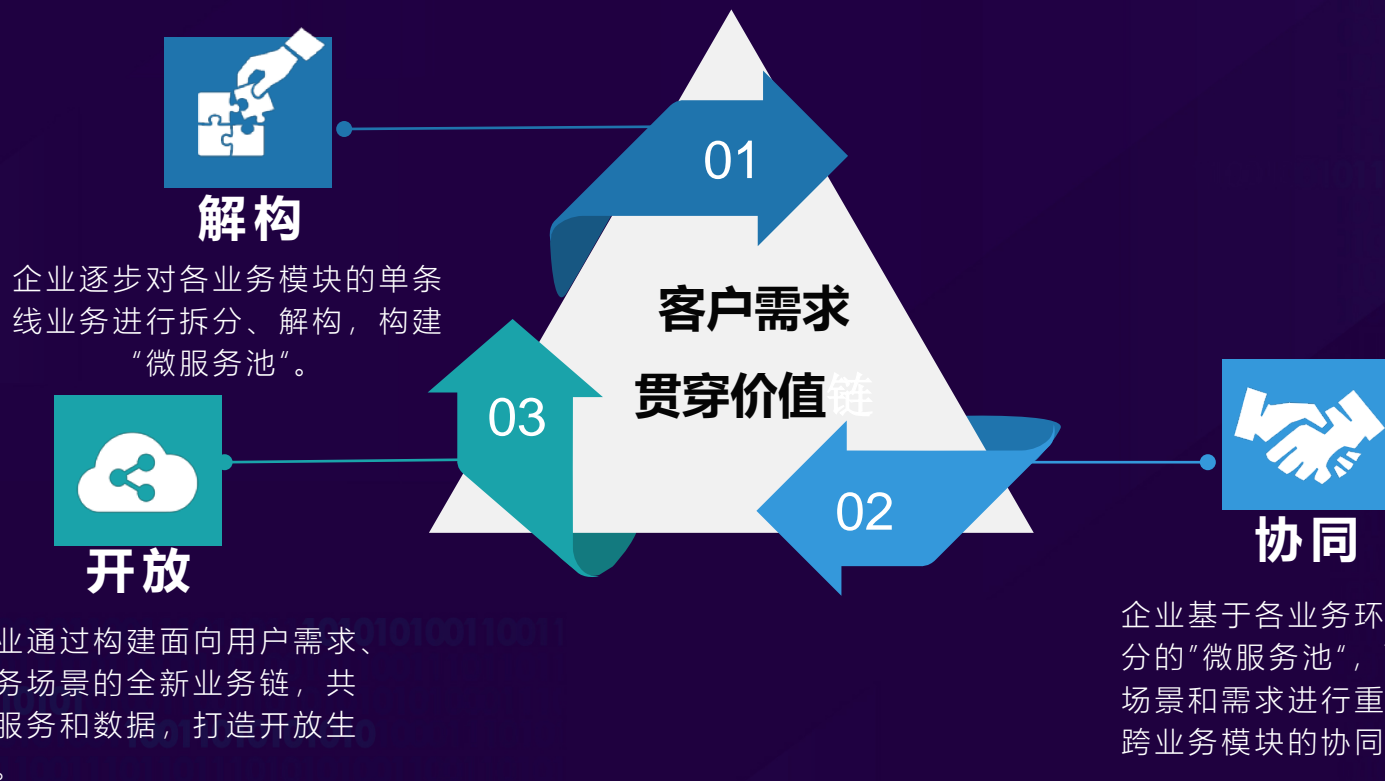 01
解构
企业逐步对各业务模块的单条
线业务进行拆分、解构，构建
“微服务池“。
客户需求
贯穿价值链
03
02
开放
业通过构建面向用户需求、
务场景的全新业务链，共
服务和数据，打造开放生
。
协同
企业基于各业务环
分的”微服务池“，
场景和需求进行重
跨业务模块的协同